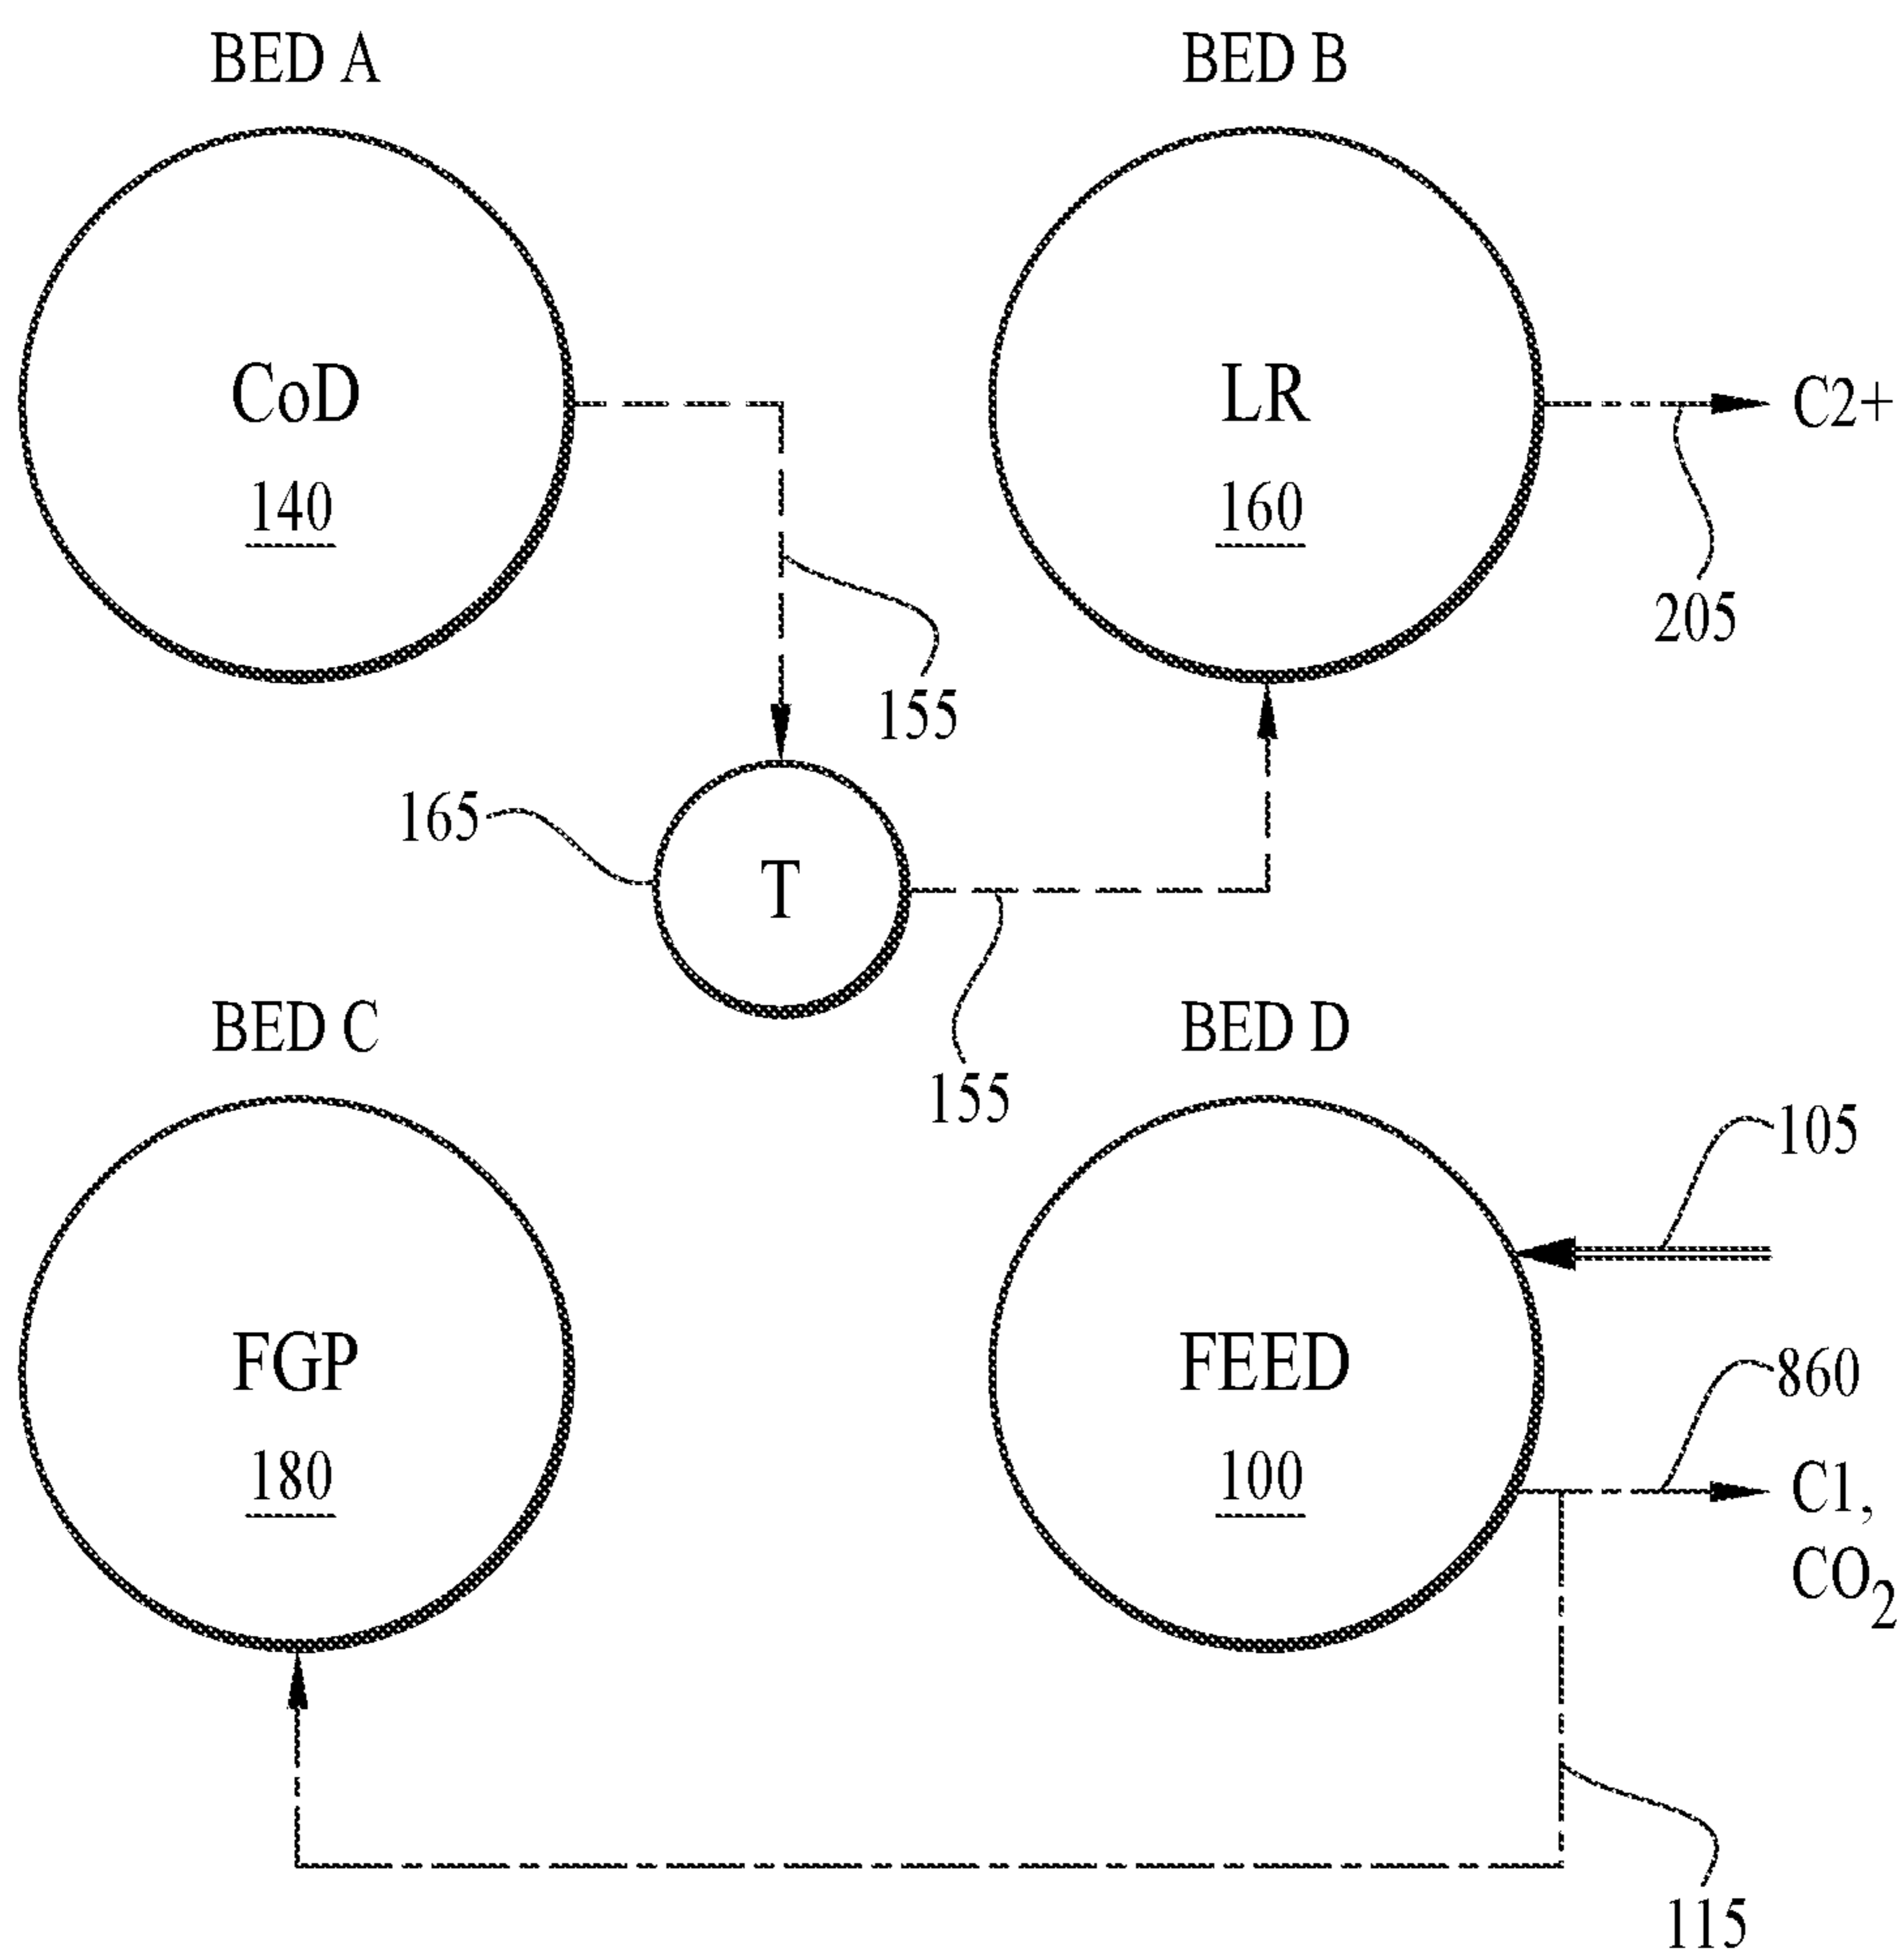 BED A
BED B
CoD
140
LR
160
C2+
205
155
165
T
155
BED C
BED D
105
FGP
180
FEED
100
860
C1,
CO2
115